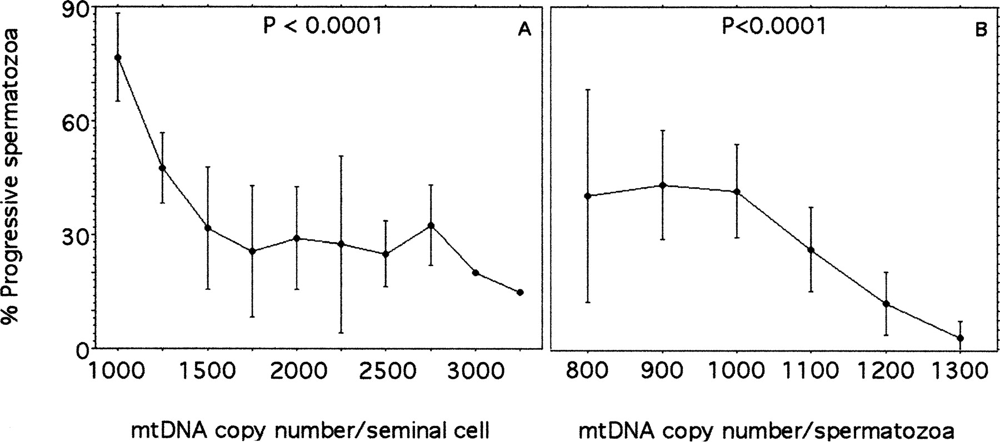 % Progressive spermatozoa
90
60
30
0
P < 0.0001
A
1000 1500 2000 2500 3000
mtDNA copy number/seminal cell
P<0.0001
B
800 900 1000 1100 1200 1300
mtDNA copy number/spermatozoa